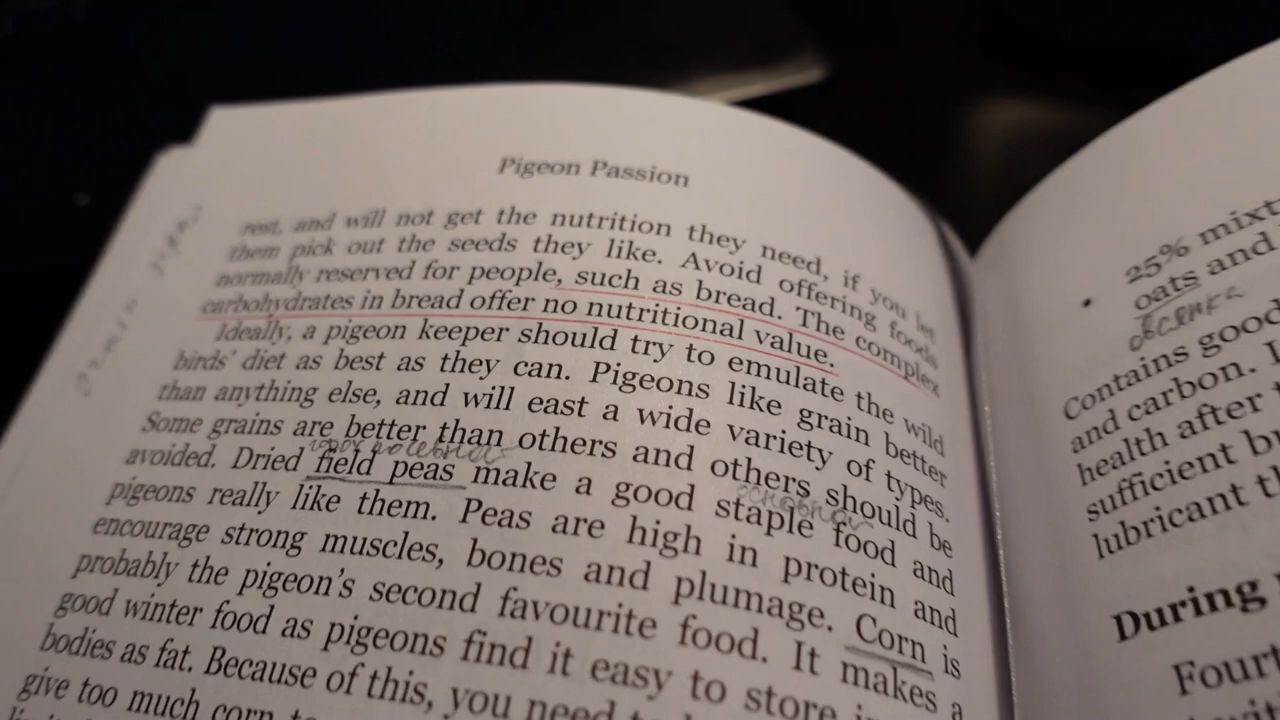 Pigeon Passion
rest, and will not get the nutrition they need, if you let
them pick out the seeds they like. Avoid offering foods
normally reserved for people, such as bread. The complex
carbohydrates in bread offer no nutritional value.
Ideally, a pigeon keeper should try to emulate the wild
birds' diet as best as they can. Pigeons like grain better
than anything else, and will east a wide variety of types.
Some grains are better than others and others should be
avoided. Dried field peas make a good staple food and
pigeons really like them. Peas are high in protein and
encourage strong muscles, bones and plumage. Corn is
probably the pigeon's second favourite food. It makes a
good winter food as pigeons find it easy to store in
bodies as fat. Because of this, you need
give too much corn
25% mixt
oats and
Contains good
and carbon.
health after
sufficient
lubricant
During
Fourt